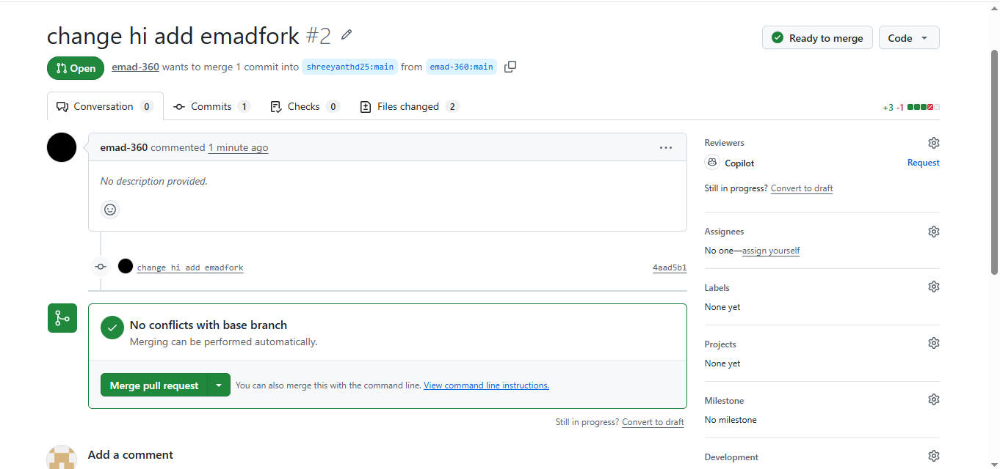 change hi add emadfork #2
Ready to merge
Code
Open
emad-360 wants to merge 1 commit into shreeyanthd25:main from emad-360:main
Conversation 0
Commits 1
Checks 0
Files changed 2
+3 -1
emad-360 commented 1 minute ago
No description provided.
change hi add emadfork
4aad5b1
No conflicts with base branch
Merging can be performed automatically.
Merge pull request
You can also merge this with the command line. View command line instructions.
Still in progress? Convert to draft
Add a comment
Reviewers
Copilot
Request
Still in progress? Convert to draft
Assignees
No one—assign yourself
Labels
None yet
Projects
None yet
Milestone
No milestone
Development